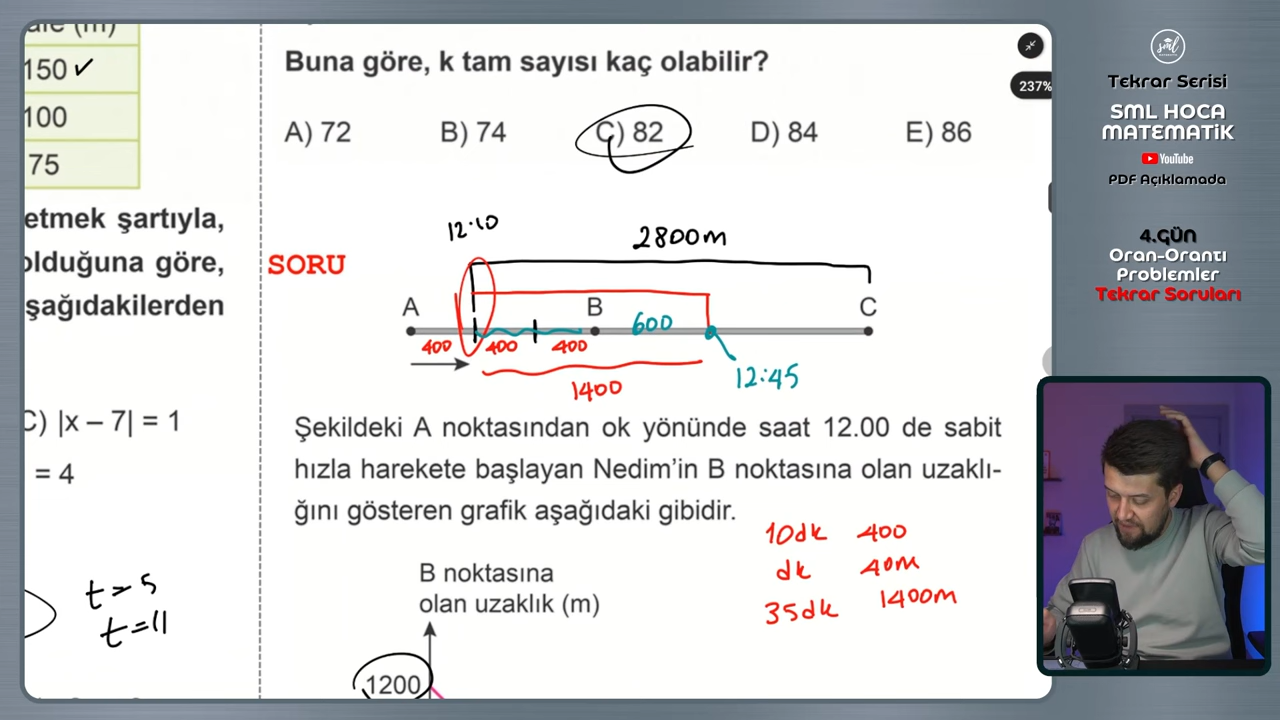 ale (m)
150 ✓
100
75
etmek şartıyla,
olduğuna göre,
şağıdakilerden
C) |x – 7| = 1
= 4
t = 5
t = 11
Buna göre, k tam sayısı kaç olabilir?
A) 72 B) 74 C) 82 D) 84 E) 86
SORU
12.10
2800m
A B C
400 400 400 600
1400
12:45
Şekildeki A noktasından ok yönünde saat 12.00 de sabit
hızla harekete başlayan Nedim'in B noktasına olan uzaklı-
ğını gösteren grafik aşağıdaki gibidir.
10dk 400
dk 40m
35dk 1400m
B noktasına
olan uzaklık (m)
1200
237%
sml
Tekrar Serisi
SML HOCA
MATEMATİK
YouTube
PDF Açıklamada
4.GÜN
Oran-Orantı
Problemler
Tekrar Soruları